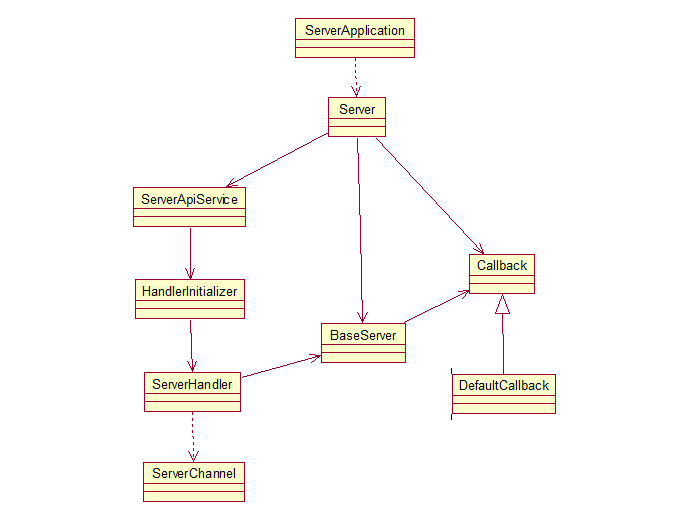 ServerApplication
Server
ServerApiService
Callback
HandlerInitializer
BaseServer
ServerHandler
DefaultCallback
ServerChannel